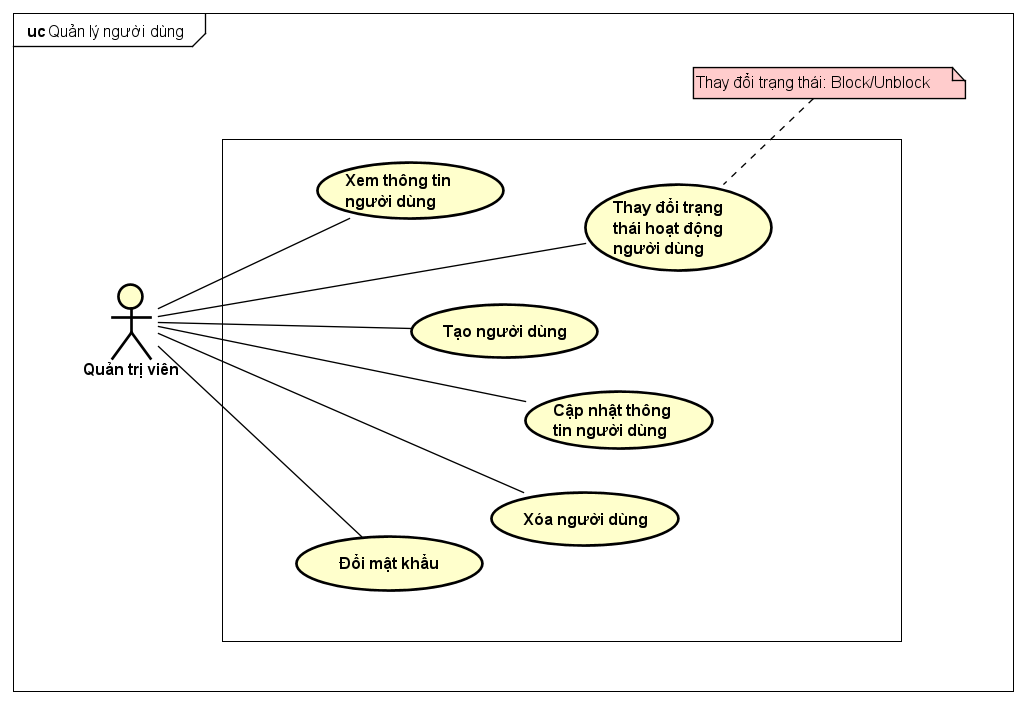 uc Quản lý người dùng
Thay đổi trạng thái: Block/Unblock
Xem thông tin
người dùng
Thay đổi trạng
thái hoạt động
người dùng
Tạo người dùng
Quản trị viên
Cập nhật thông
tin người dùng
Xóa người dùng
Đổi mật khẩu